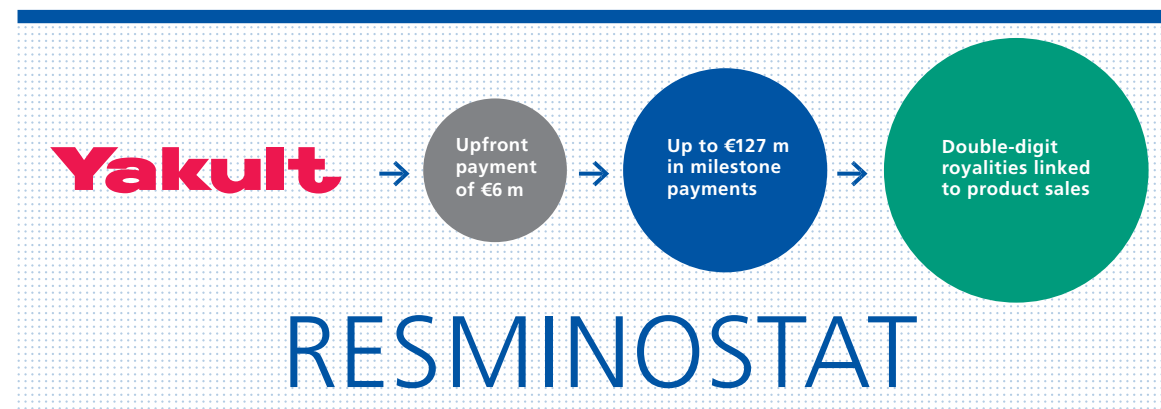 Yakult
Upfront
payment
of €6 m
Up to €127 m
in milestone
payments
Double-digit
royalities linked
to product sales
RESMINOSTAT